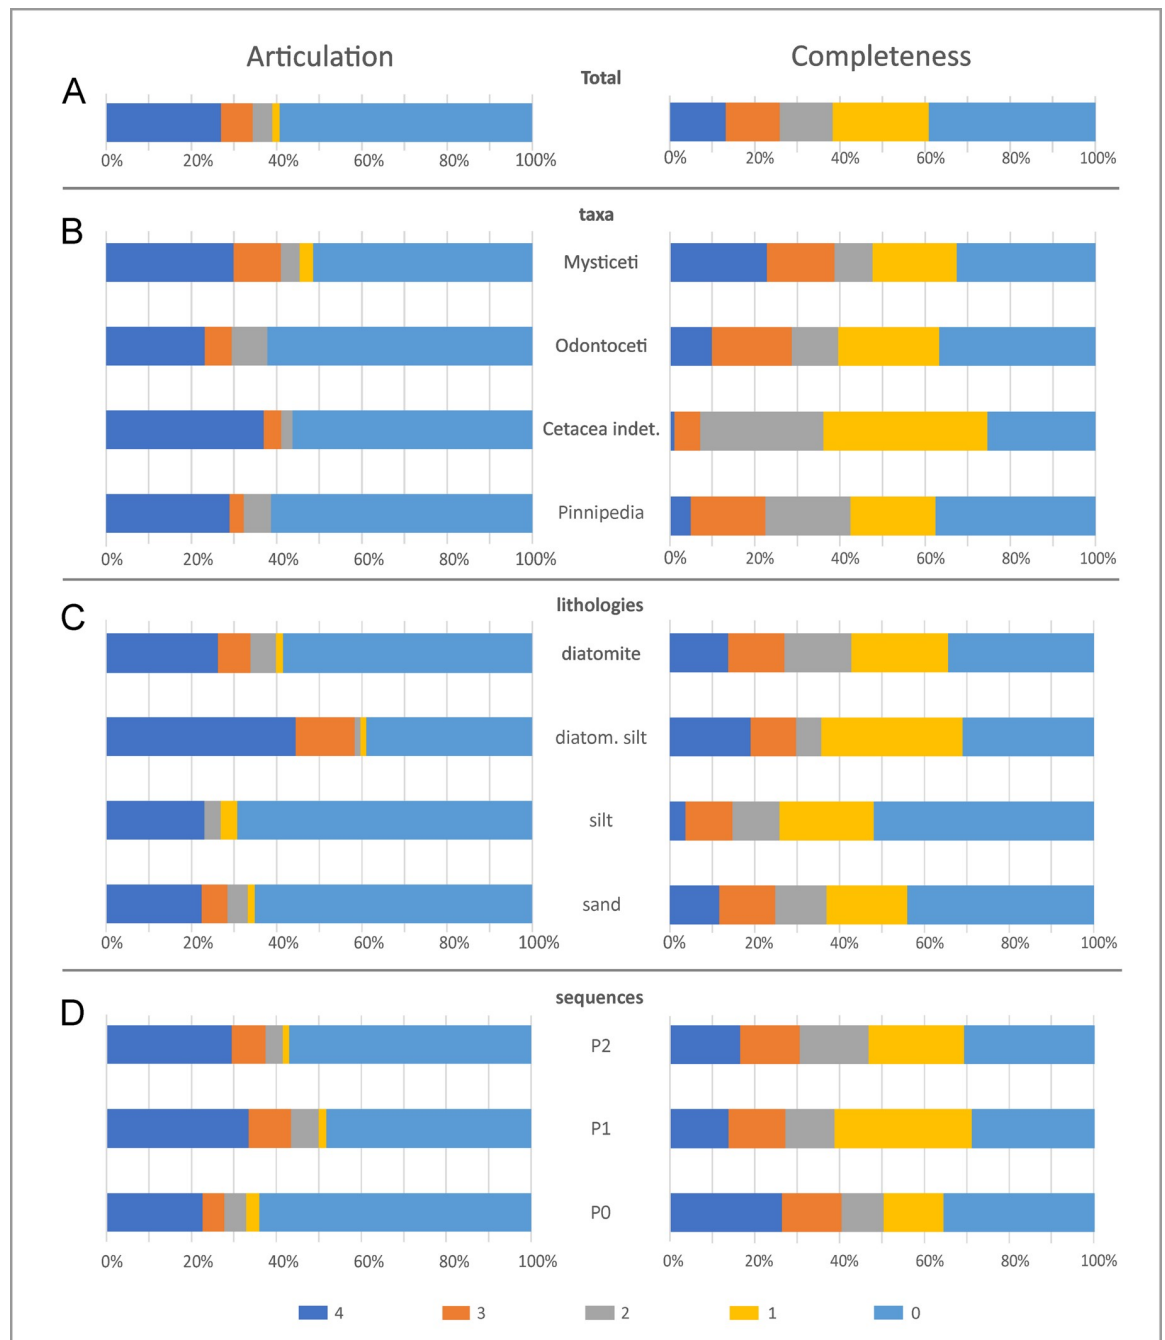 Articulation Completeness
A Total
0% 20% 40% 60% 80% 100% 0% 20% 40% 60% 80% 100%
B taxa
Mysticeti
Odontoceti
Cetacea indet.
Pinnipedia
0% 20% 40% 60% 80% 100% 0% 20% 40% 60% 80% 100%
C lithologies
diatomite
diatom. silt
silt
sand
0% 20% 40% 60% 80% 100% 0% 20% 40% 60% 80% 100%
D sequences
P2
P1
P0
0% 20% 40% 60% 80% 100% 0% 20% 40% 60% 80% 100%
4 3 2 1 0